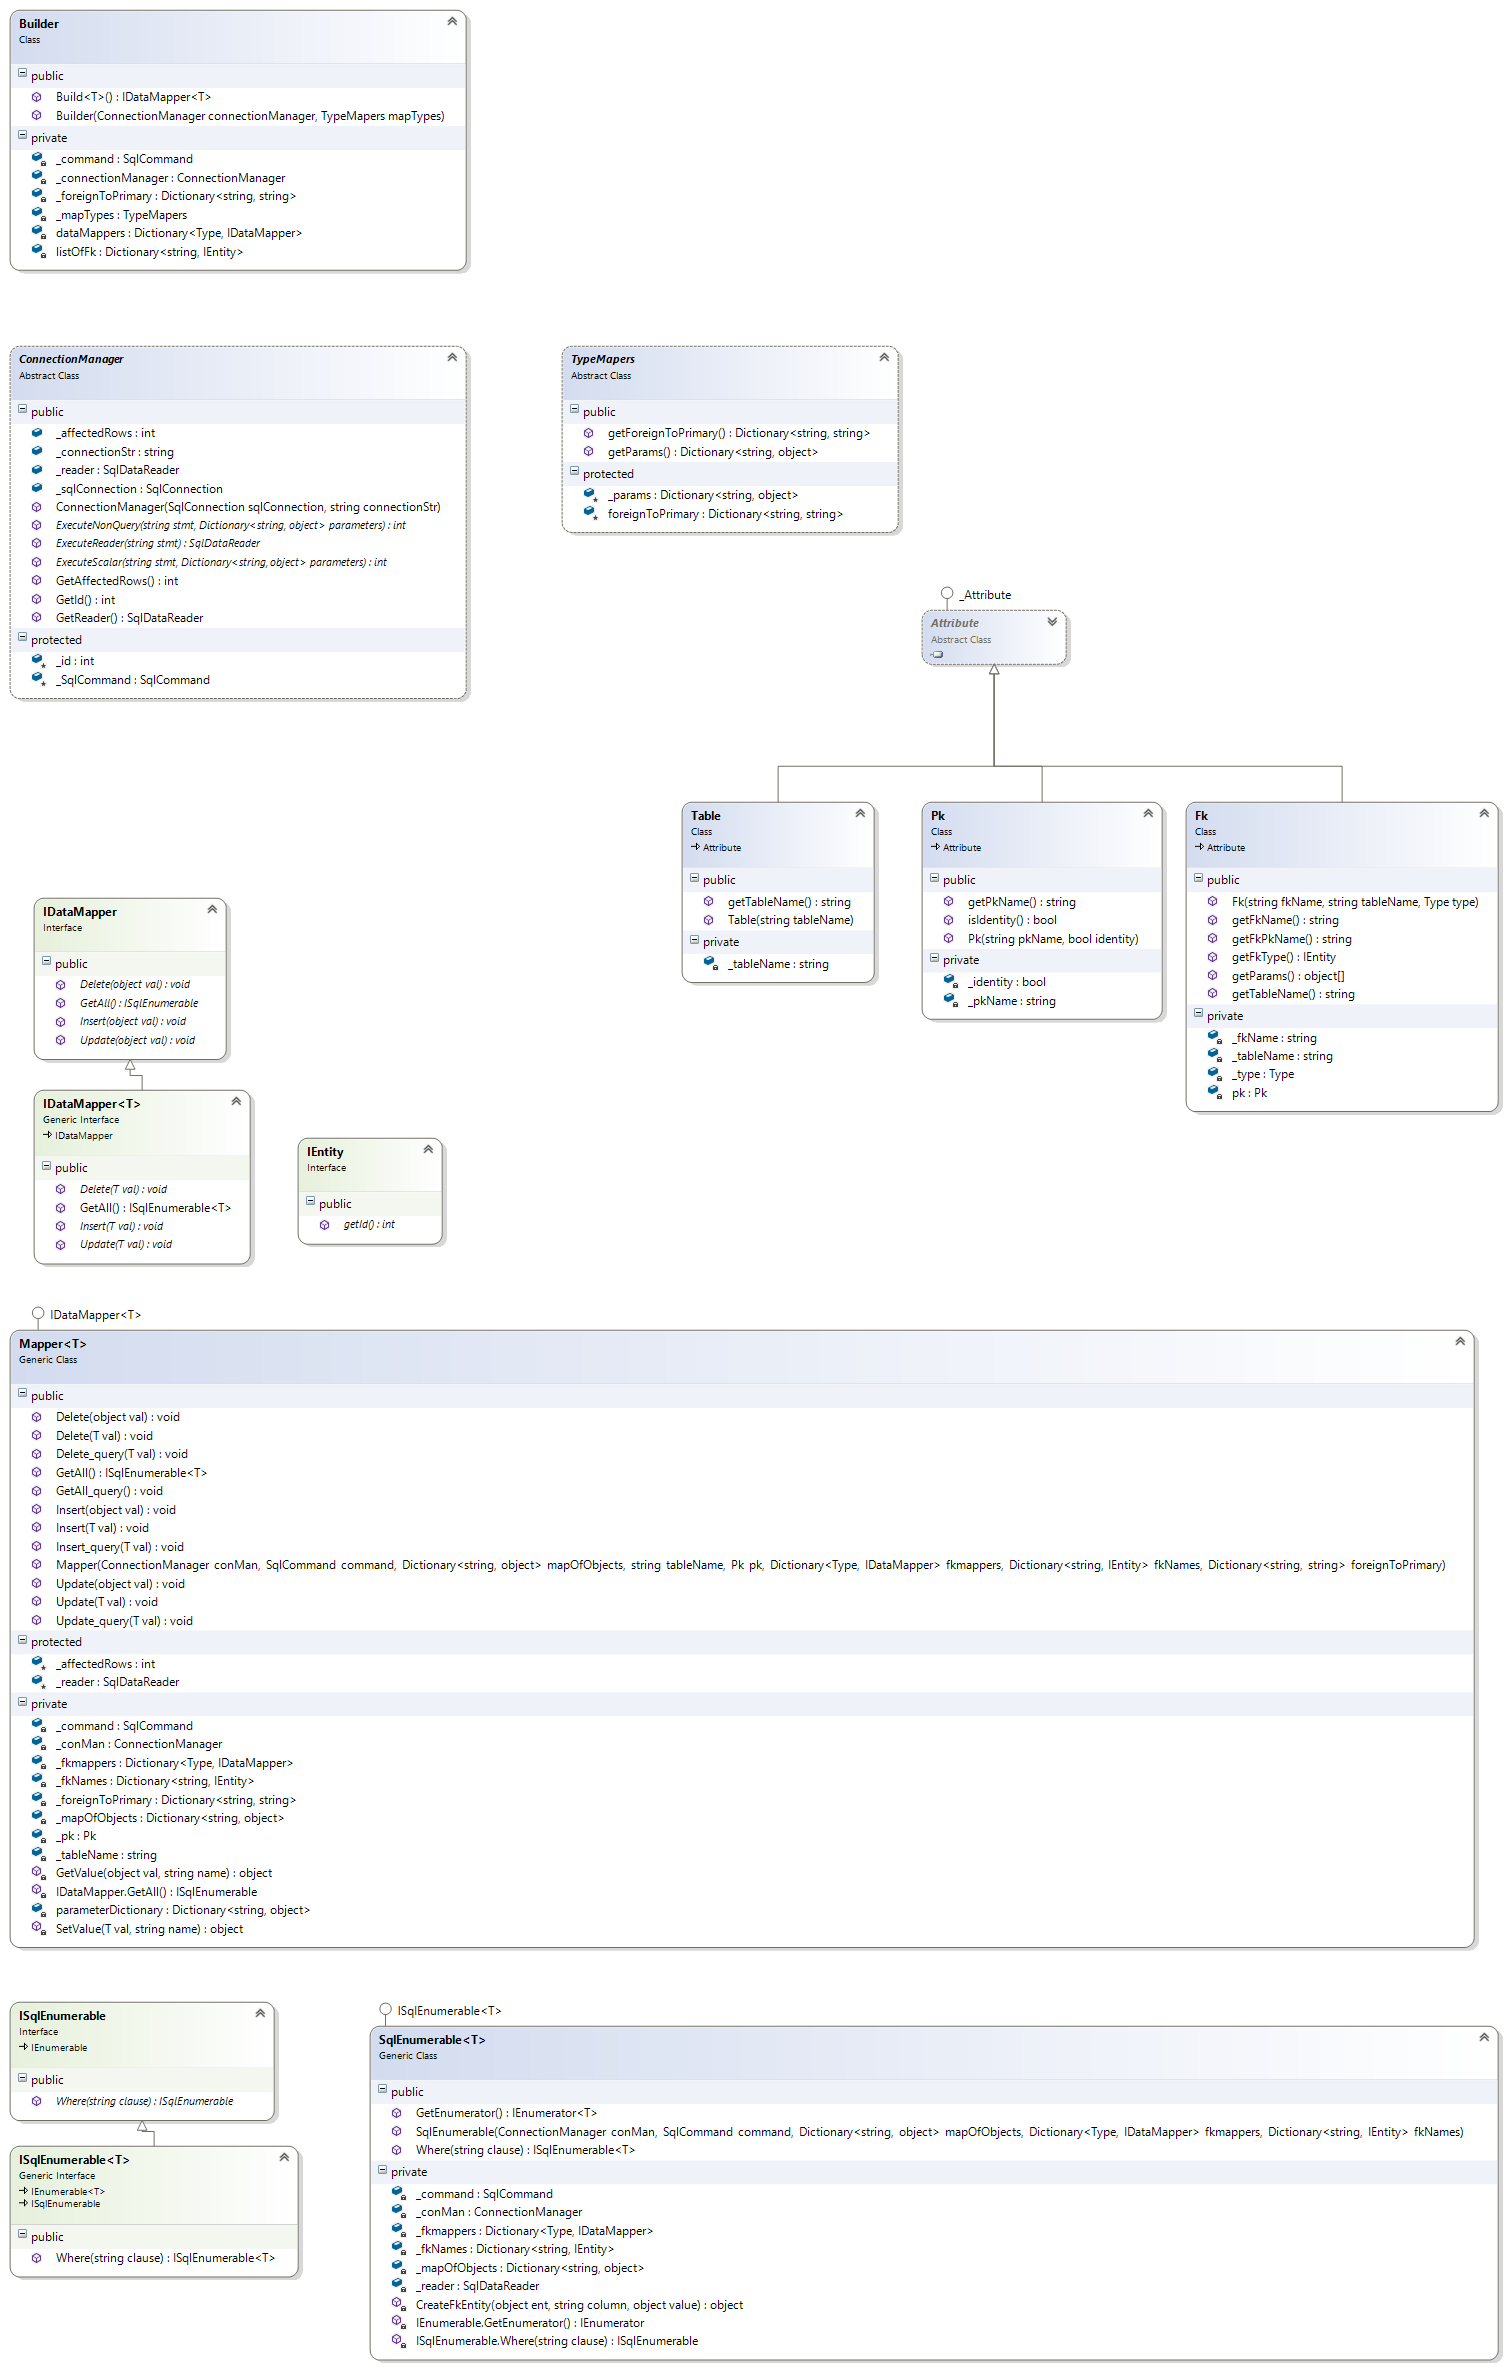 Builder
Class
public
Build<T>() : IDataMapper<T>
Builder(ConnectionManager connectionManager, TypeMapers mapTypes)
private
_command : SqlCommand
_connectionManager : ConnectionManager
_foreignToPrimary : Dictionary<string, string>
_mapTypes : TypeMapers
dataMappers : Dictionary<Type, IDataMapper>
listOfFk : Dictionary<string, IEntity>
ConnectionManager
Abstract Class
public
_affectedRows : int
_connectionStr : string
_reader : SqlDataReader
_sqlConnection : SqlConnection
ConnectionManager(SqlConnection sqlConnection, string connectionStr)
ExecuteNonQuery(string stmt, Dictionary<string, object> parameters) : int
ExecuteReader(string stmt) : SqlDataReader
ExecuteScalar(string stmt, Dictionary<string, object> parameters) : int
GetAffectedRows() : int
GetId() : int
GetReader() : SqlDataReader
protected
_id : int
_SqlCommand : SqlCommand
TypeMapers
Abstract Class
public
getForeignToPrimary() : Dictionary<string, string>
getParams() : Dictionary<string, object>
protected
_params : Dictionary<string, object>
foreignToPrimary : Dictionary<string, string>
_Attribute
Attribute
Abstract Class
Table
Class
Attribute
public
getTableName() : string
Table(string tableName)
private
_tableName : string
Pk
Class
Attribute
public
getPkName() : string
isIdentity() : bool
Pk(string pkName, bool identity)
private
_identity : bool
_pkName : string
Fk
Class
Attribute
public
Fk(string fkName, string tableName, Type type)
getFkName() : string
getFkPkName() : string
getFkType() : IEntity
getParams() : object[]
getTableName() : string
private
_fkName : string
_tableName : string
_type : Type
pk : Pk
IDataMapper
Interface
public
Delete(object val) : void
GetAll() : ISqlEnumerable
Insert(object val) : void
Update(object val) : void
IDataMapper<T>
Generic Interface
IDataMapper
public
Delete(T val) : void
GetAll() : ISqlEnumerable<T>
Insert(T val) : void
Update(T val) : void
IEntity
Interface
public
getId() : int
IDataMapper<T>
Mapper<T>
Generic Class
public
Delete(object val) : void
Delete(T val) : void
Delete_query(T val) : void
GetAll() : ISqlEnumerable<T>
GetAll_query() : void
Insert(object val) : void
Insert(T val) : void
Insert_query(T val) : void
Mapper(ConnectionManager conMan, SqlCommand command, Dictionary<string, object> mapOfObjects, string tableName, Pk pk, Dictionary<Type, IDataMapper> fkmappers, Dictionary<string, IEntity> fkNames, Dictionary<string, string> foreignToPrimary)
Update(object val) : void
Update(T val) : void
Update_query(T val) : void
protected
_affectedRows : int
_reader : SqlDataReader
private
_command : SqlCommand
_conMan : ConnectionManager
_fkmappers : Dictionary<Type, IDataMapper>
_fkNames : Dictionary<string, IEntity>
_foreignToPrimary : Dictionary<string, string>
_mapOfObjects : Dictionary<string, object>
_pk : Pk
_tableName : string
GetValue(object val, string name) : object
IDataMapper.GetAll() : ISqlEnumerable
parameterDictionary : Dictionary<string, object>
SetValue(T val, string name) : object
ISqlEnumerable
Interface
IEnumerable
public
Where(string clause) : ISqlEnumerable
ISqlEnumerable<T>
Generic Interface
IEnumerable<T>
ISqlEnumerable
public
Where(string clause) : ISqlEnumerable<T>
ISqlEnumerable<T>
SqlEnumerable<T>
Generic Class
public
GetEnumerator() : IEnumerator<T>
SqlEnumerable(ConnectionManager conMan, SqlCommand command, Dictionary<string, object> mapOfObjects, Dictionary<Type, IDataMapper> fkmappers, Dictionary<string, IEntity> fkNames)
Where(string clause) : ISqlEnumerable<T>
private
_command : SqlCommand
_conMan : ConnectionManager
_fkmappers : Dictionary<Type, IDataMapper>
_fkNames : Dictionary<string, IEntity>
_mapOfObjects : Dictionary<string, object>
_reader : SqlDataReader
CreateFkEntity(object ent, string column, object value) : object
IEnumerable.GetEnumerator() : IEnumerator
ISqlEnumerable.Where(string clause) : ISqlEnumerable